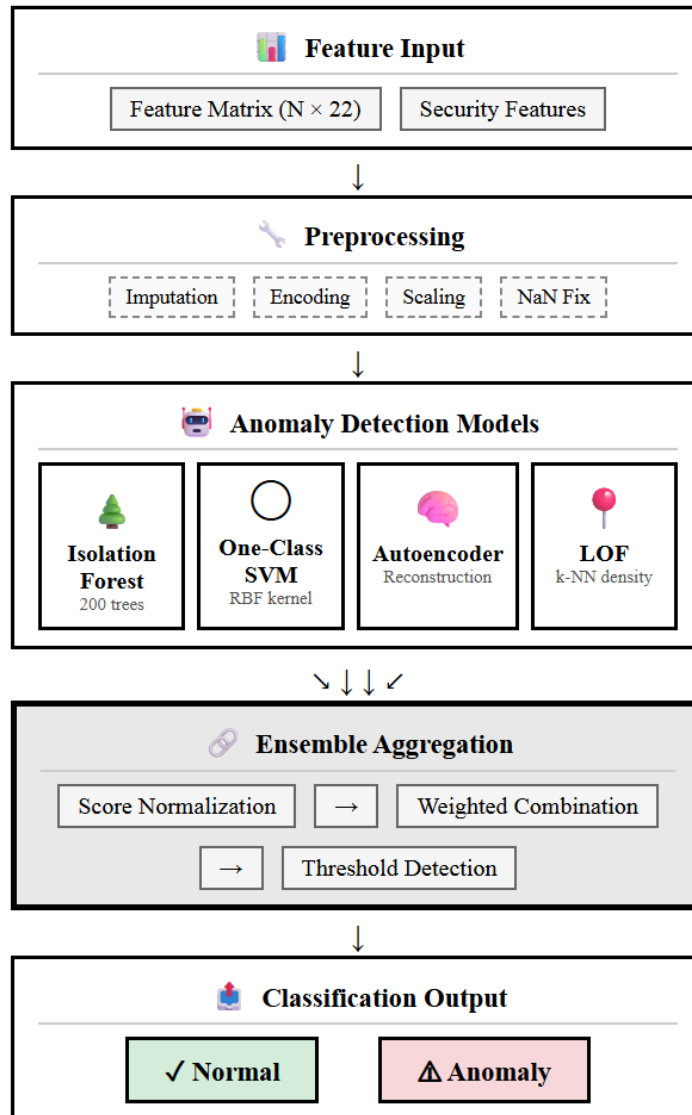 Feature Input
Feature Matrix (N × 22) Security Features
↓
Preprocessing
Imputation Encoding Scaling NaN Fix
↓
Anomaly Detection Models
Isolation Forest
200 trees
One-Class SVM
RBF kernel
Autoencoder
Reconstruction
LOF
k-NN density
↘ ↓ ↓ ↙
Ensemble Aggregation
Score Normalization → Weighted Combination
→ Threshold Detection
↓
Classification Output
✓ Normal ⚠ Anomaly